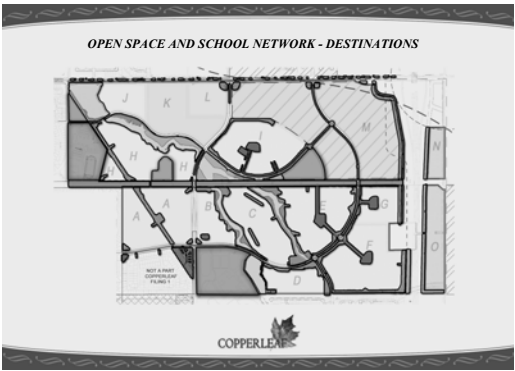 OPEN SPACE AND SCHOOL NETWORK - DESTINATIONS
J
K
L
I
M
N
H
H
A
A
B
C
E
G
F
O
D
NOT A PART
COPPERLEAF
FILING 1
COPPERLEAF